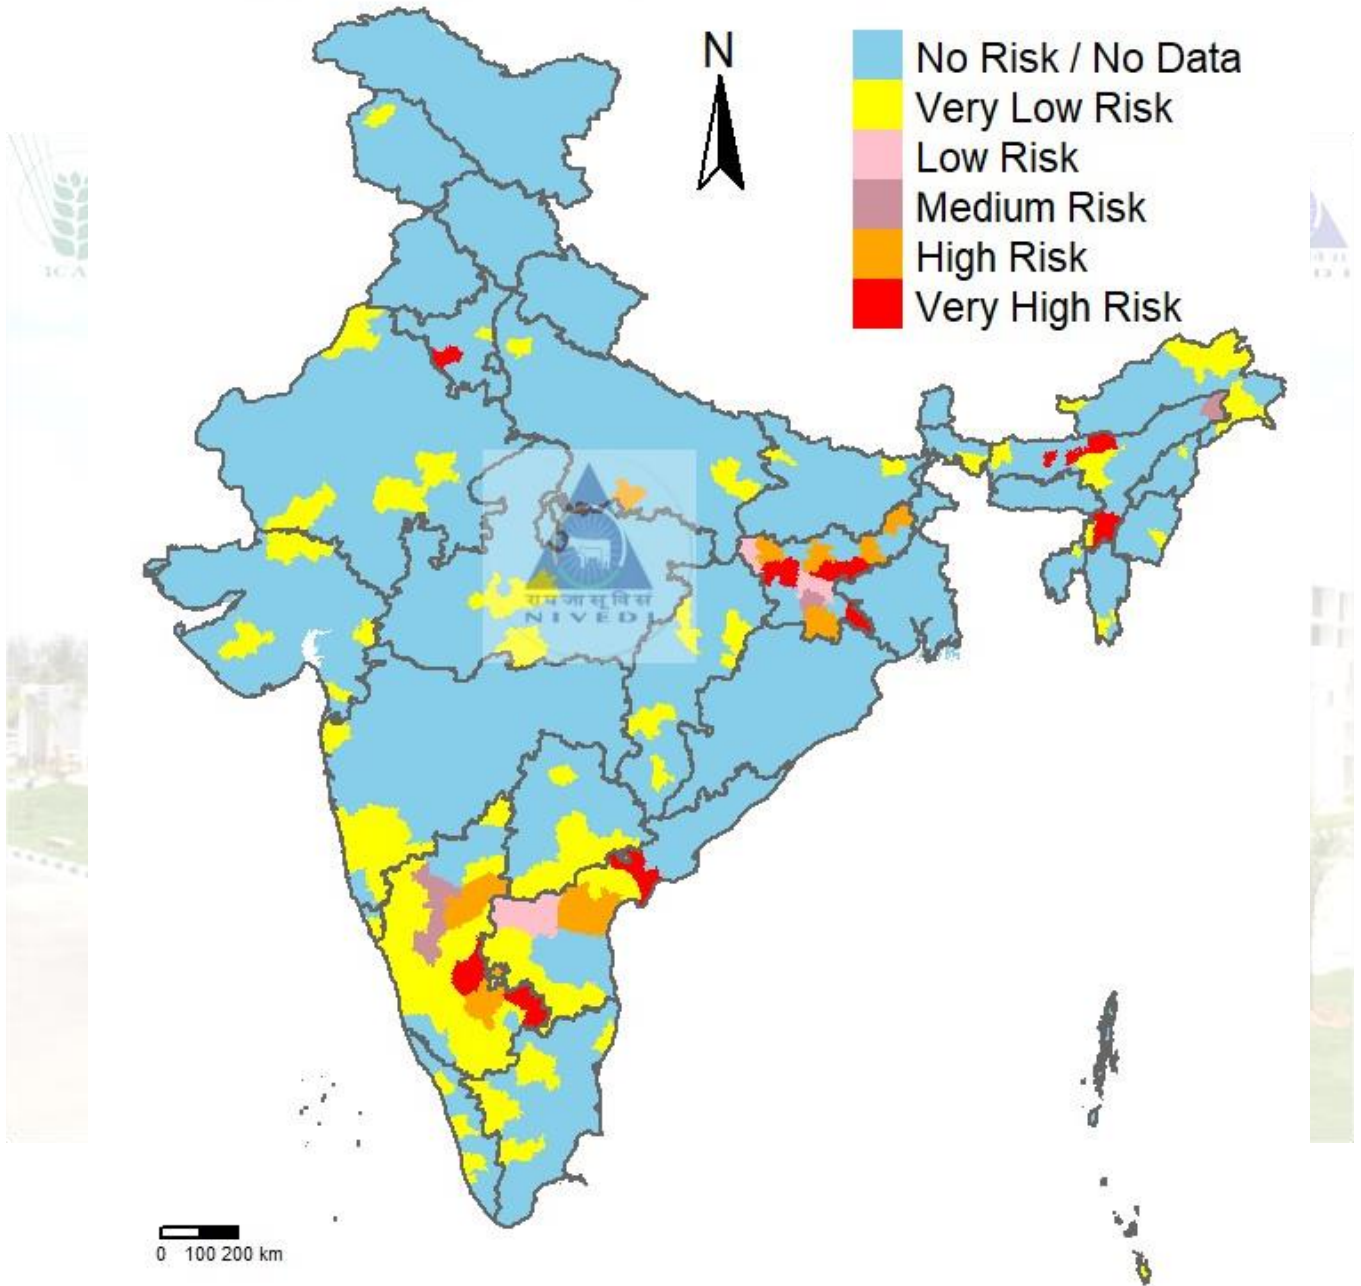 N
No Risk / No Data
Very Low Risk
Low Risk
Medium Risk
High Risk
Very High Risk
रायजासूविसं
NIVEDI
0 100 200 km